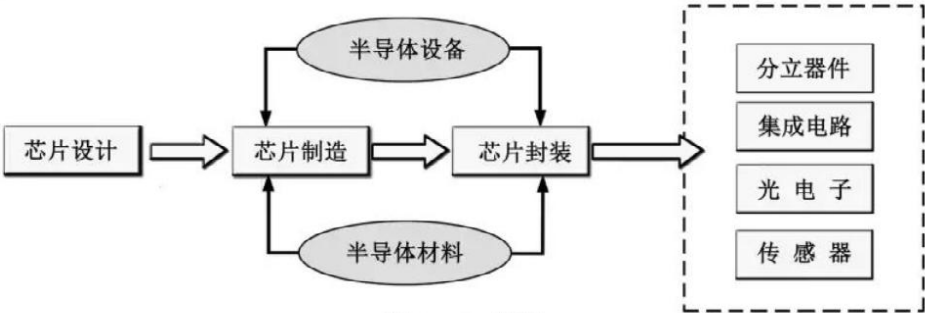 半导体设备
芯片设计
芯片制造
芯片封装
半导体材料
分立器件
集成电路
光电子
传感器